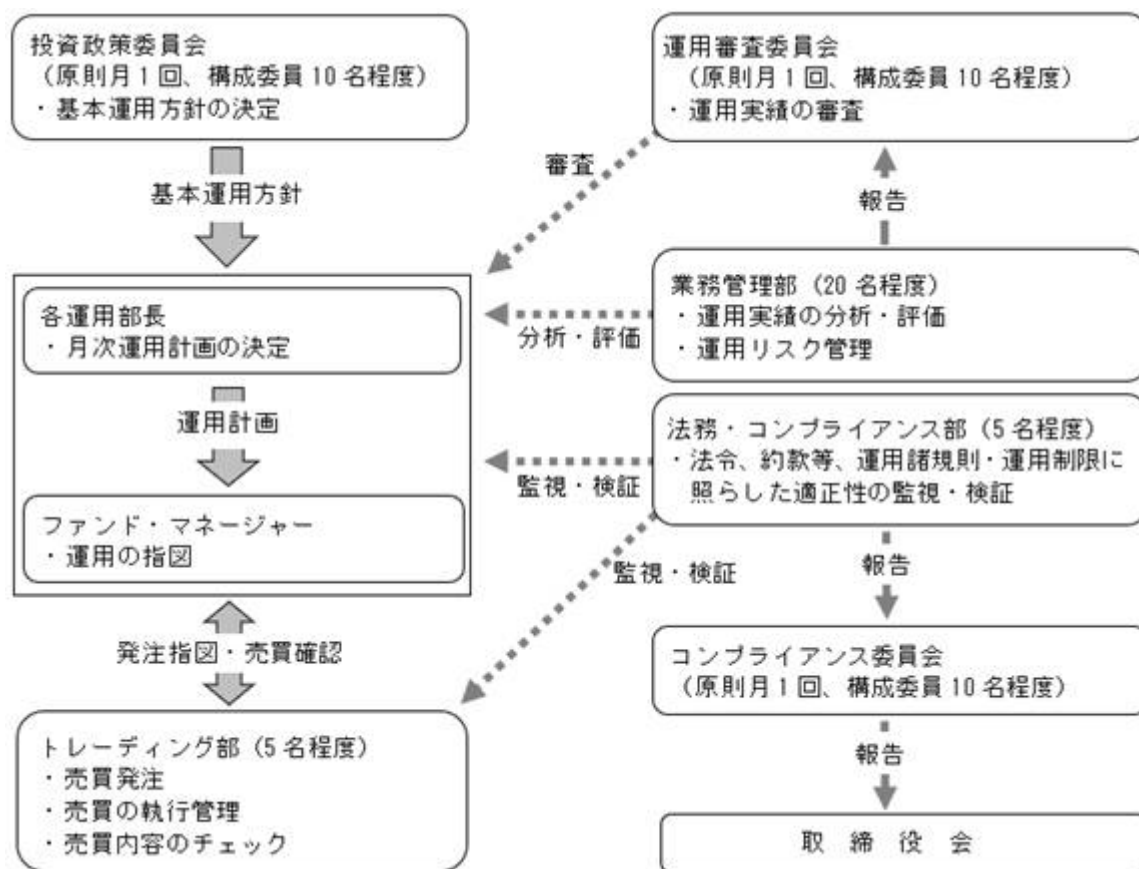 投資政策委員会
（原則月１回、構成委員10名程度）
・基本運用方針の決定
基本運用方針
各運用部長
・月次運用計画の決定
運用計画
ファンド・マネージャー
・運用の指図
発注指図・売買確認
トレーディング部（5名程度）
・売買発注
・売買の執行管理
・売買内容のチェック
運用審査委員会
（原則月１回、構成委員10名程度）
・運用実績の審査
審査
報告
業務管理部（20名程度）
・運用実績の分析・評価
・運用リスク管理
分析・評価
法務・コンプライアンス部（5名程度）
・法令、約款等、運用諸規則・運用制限に
照らした適正性の監視・検証
監視・検証
監視・検証
報告
コンプライアンス委員会
（原則月１回、構成委員10名程度）
報告
取　締　役　会